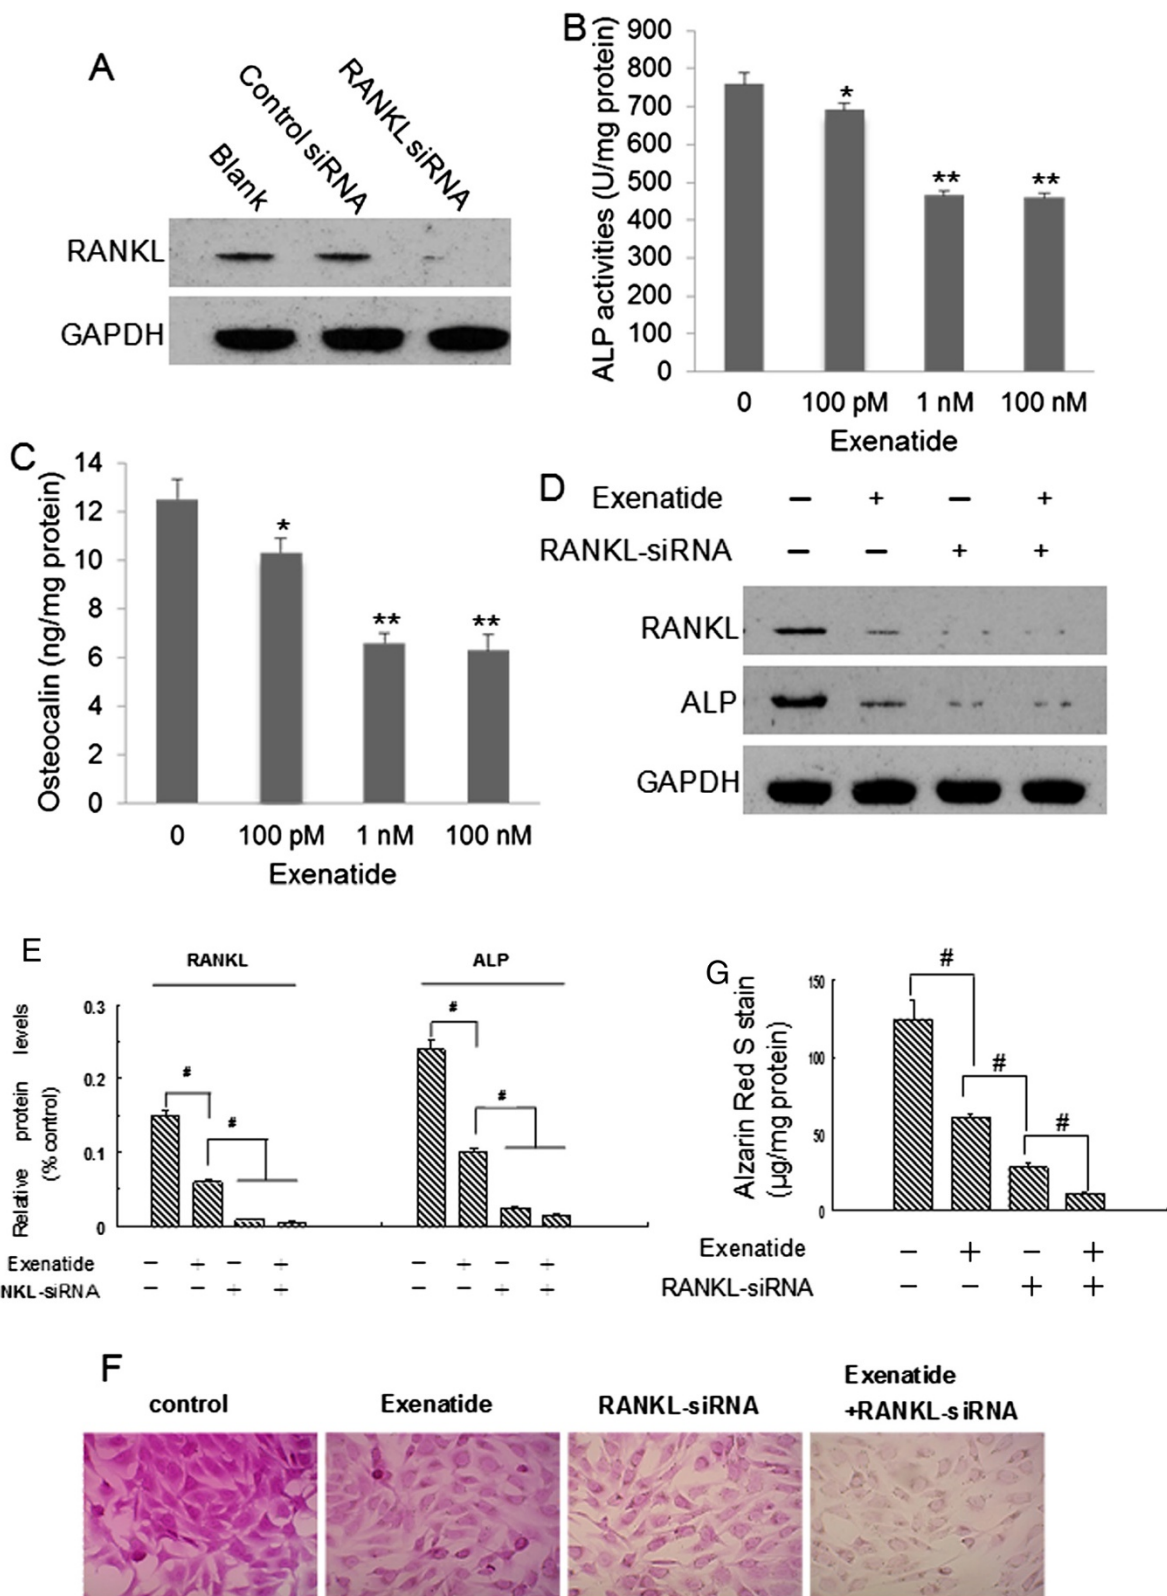 A
Blank
Control siRNA
RANKL siRNA
RANKL
GAPDH
B
ALP activities (U/mg protein)
900
800
700
600
500
400
300
200
100
0
*
**
**
0 100 pM 1 nM 100 nM
Exenatide
C
Osteocalin (ng/mg protein)
14
12
10
8
6
4
2
0
*
**
**
0 100 pM 1 nM 100 nM
Exenatide
D
Exenatide − + − +
RANKL-siRNA − − + +
RANKL
ALP
GAPDH
E
RANKL
ALP
Relative protein levels
(% control)
0.3
0.2
0.1
0
#
#
#
#
Exenatide − + − + − + − +
NKL-siRNA − − + + − − + +
G
Alzarin Red S stain
(µg/mg protein)
150
100
50
0
#
#
#
Exenatide − + − +
RANKL-siRNA − − + +
F
control
Exenatide
RANKL-siRNA
Exenatide
+RANKL-siRNA